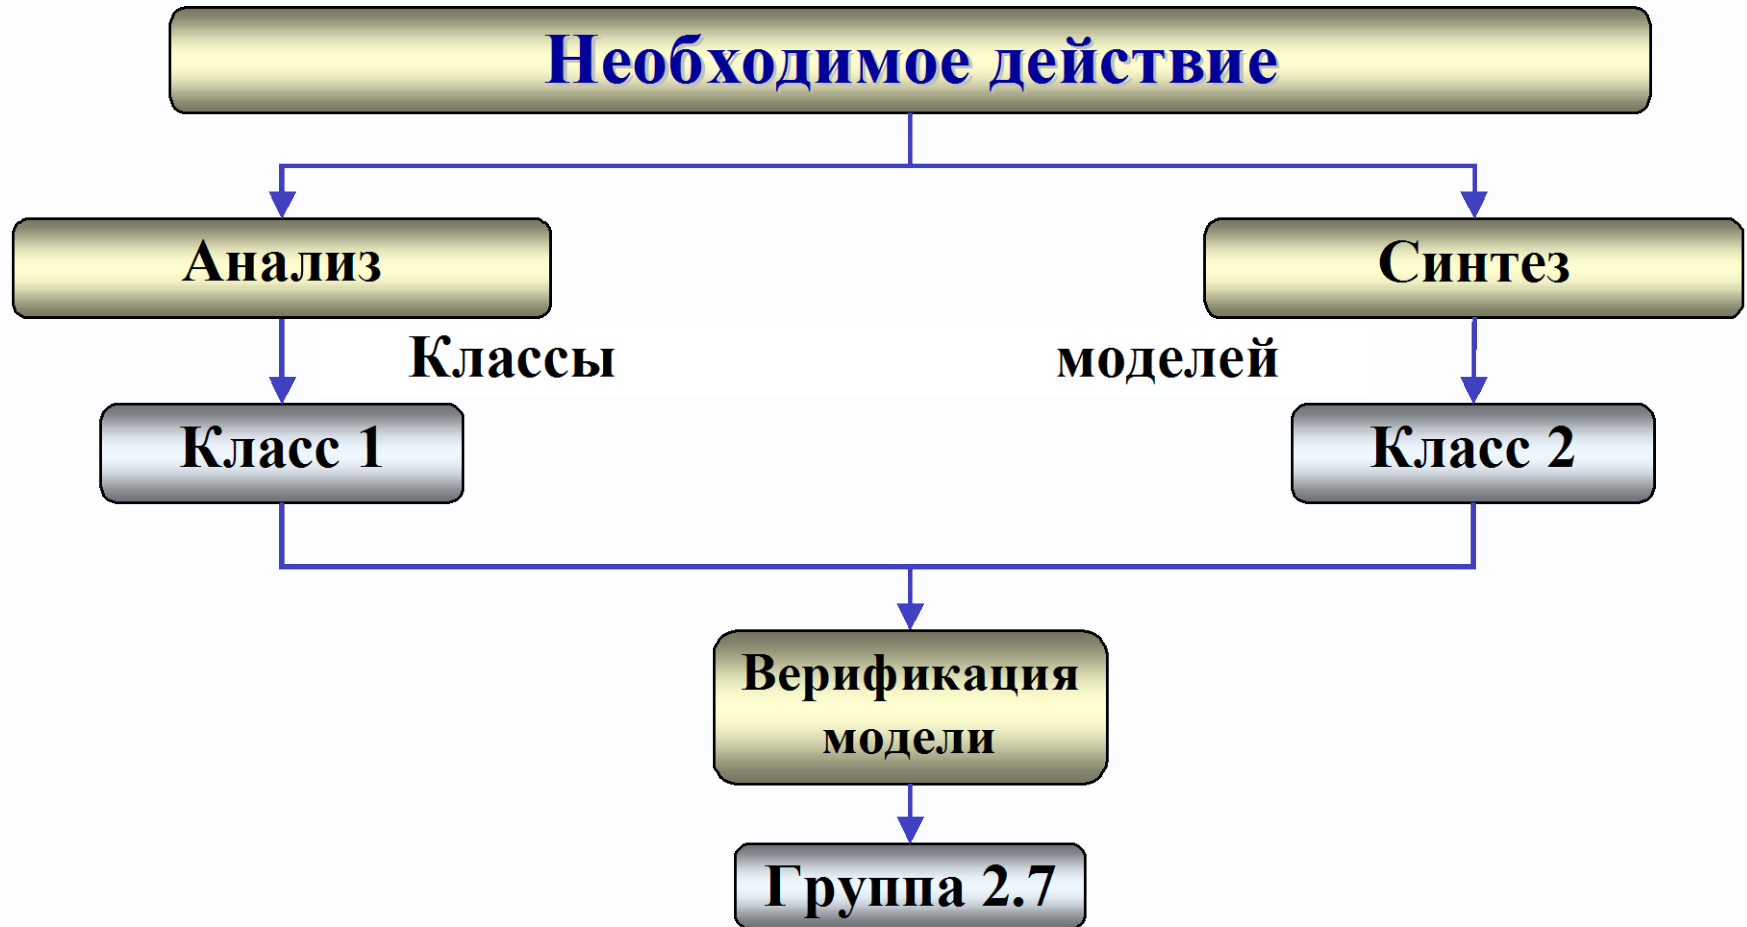 Необходимое действие
Анализ
Синтез
Классы моделей
Класс 1
Класс 2
Верификация
модели
Группа 2.7